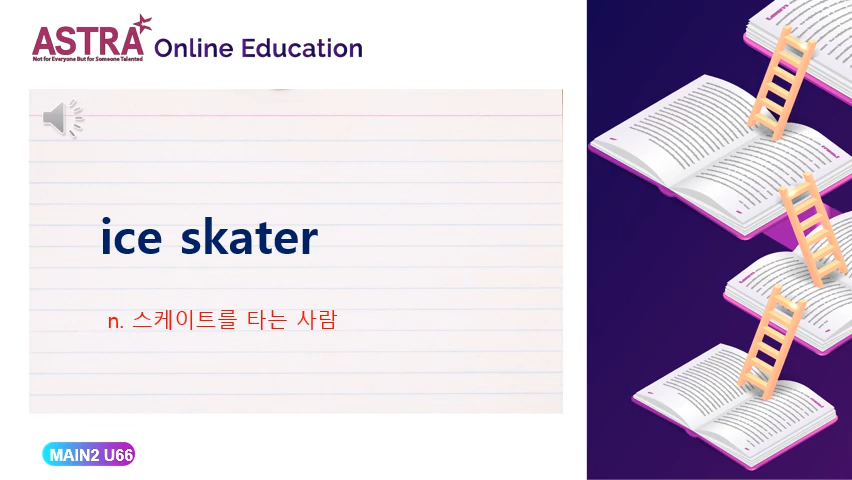 ASTRA Online Education
Not for Everyone But for Someone Talented
ice skater
n. 스케이트를 타는 사람
MAIN2 U66